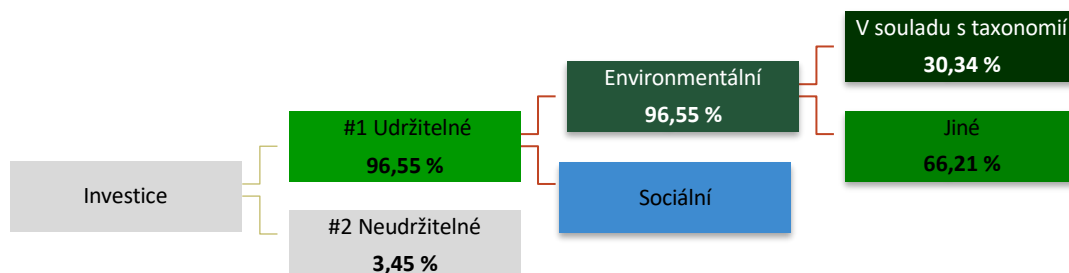 Investice
#1 Udržitelné
96,55 %
#2 Neudržitelné
3,45 %
Environmentální
96,55 %
Sociální
V souladu s taxonomií
30,34 %
Jiné
66,21 %